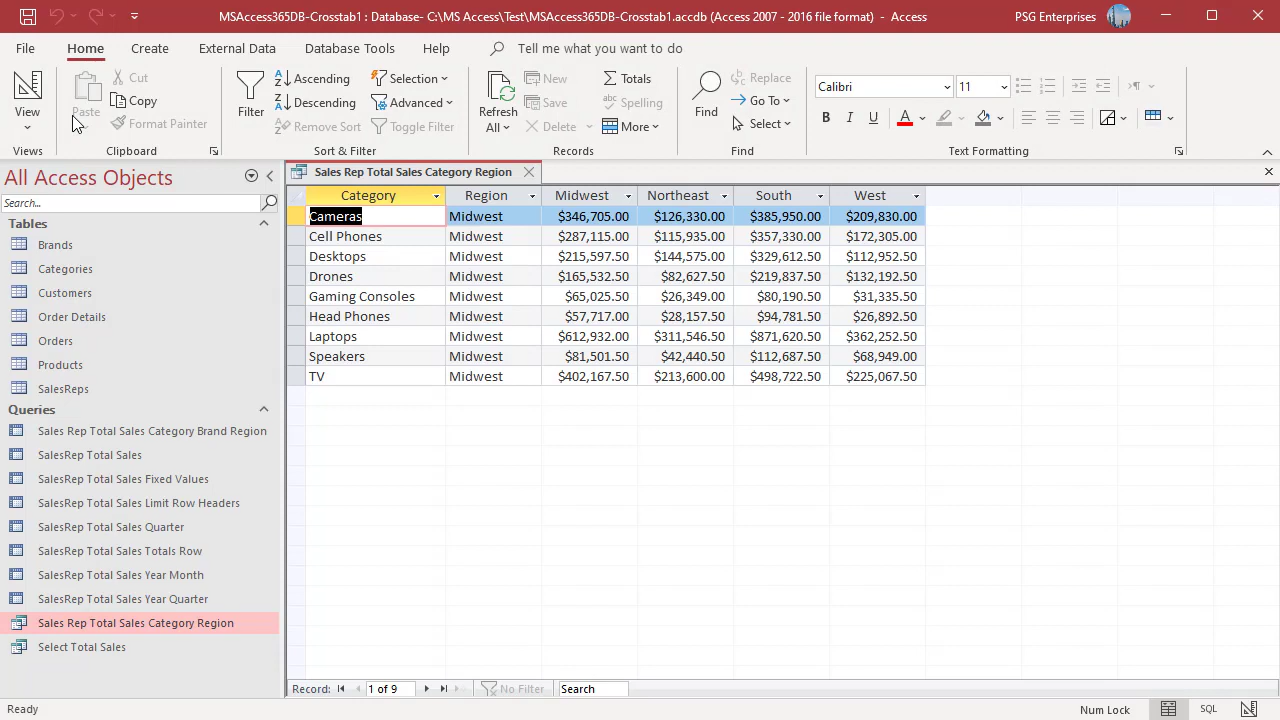 MSAccess365DB-Crosstab1 : Database- C:\MS Access\Test\MSAccess365DB-Crosstab1.accdb (Access 2007 - 2016 file format) - Access
PSG Enterprises
File Home Create External Data Database Tools Help Tell me what you want to do
View
Views
Paste
Cut
Copy
Format Painter
Clipboard
Filter
Ascending
Descending
Remove Sort
Selection
Advanced
Toggle Filter
Sort & Filter
Refresh
All
New
Save
Delete
Totals
Spelling
More
Records
Find
Replace
Go To
Select
Find
Calibri 11
B I U A
Text Formatting
All Access Objects
Search...
Tables
Brands
Categories
Customers
Order Details
Orders
Products
SalesReps
Queries
Sales Rep Total Sales Category Brand Region
SalesRep Total Sales
SalesRep Total Sales Fixed Values
SalesRep Total Sales Limit Row Headers
SalesRep Total Sales Quarter
SalesRep Total Sales Totals Row
SalesRep Total Sales Year Month
SalesRep Total Sales Year Quarter
Sales Rep Total Sales Category Region
Select Total Sales
Sales Rep Total Sales Category Region
Category Region Midwest Northeast South West
Cameras Midwest $346,705.00 $126,330.00 $385,950.00 $209,830.00
Cell Phones Midwest $287,115.00 $115,935.00 $357,330.00 $172,305.00
Desktops Midwest $215,597.50 $144,575.00 $329,612.50 $112,952.50
Drones Midwest $165,532.50 $82,627.50 $219,837.50 $132,192.50
Gaming Consoles Midwest $65,025.50 $26,349.00 $80,190.50 $31,335.50
Head Phones Midwest $57,717.00 $28,157.50 $94,781.50 $26,892.50
Laptops Midwest $612,932.00 $311,546.50 $871,620.50 $362,252.50
Speakers Midwest $81,501.50 $42,440.50 $112,687.50 $68,949.00
TV Midwest $402,167.50 $213,600.00 $498,722.50 $225,067.50
Record: 1 of 9 No Filter Search
Ready
Num Lock SQL